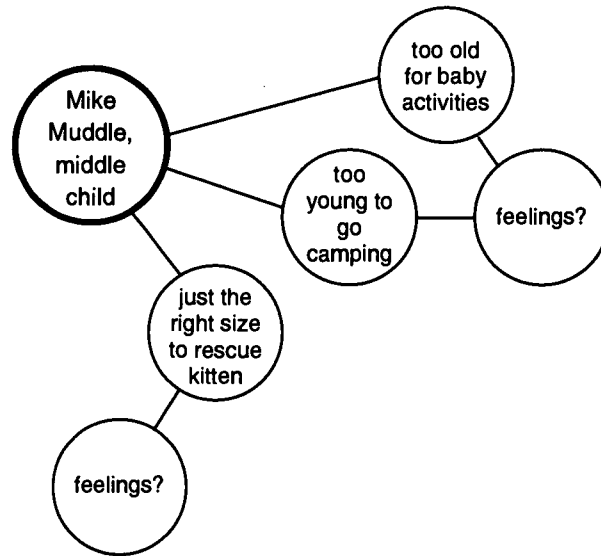 Mike
Muddle,
middle
child
too old
for baby
activities
too
young to
go
camping
feelings?
just the
right size
to rescue
kitten
feelings?